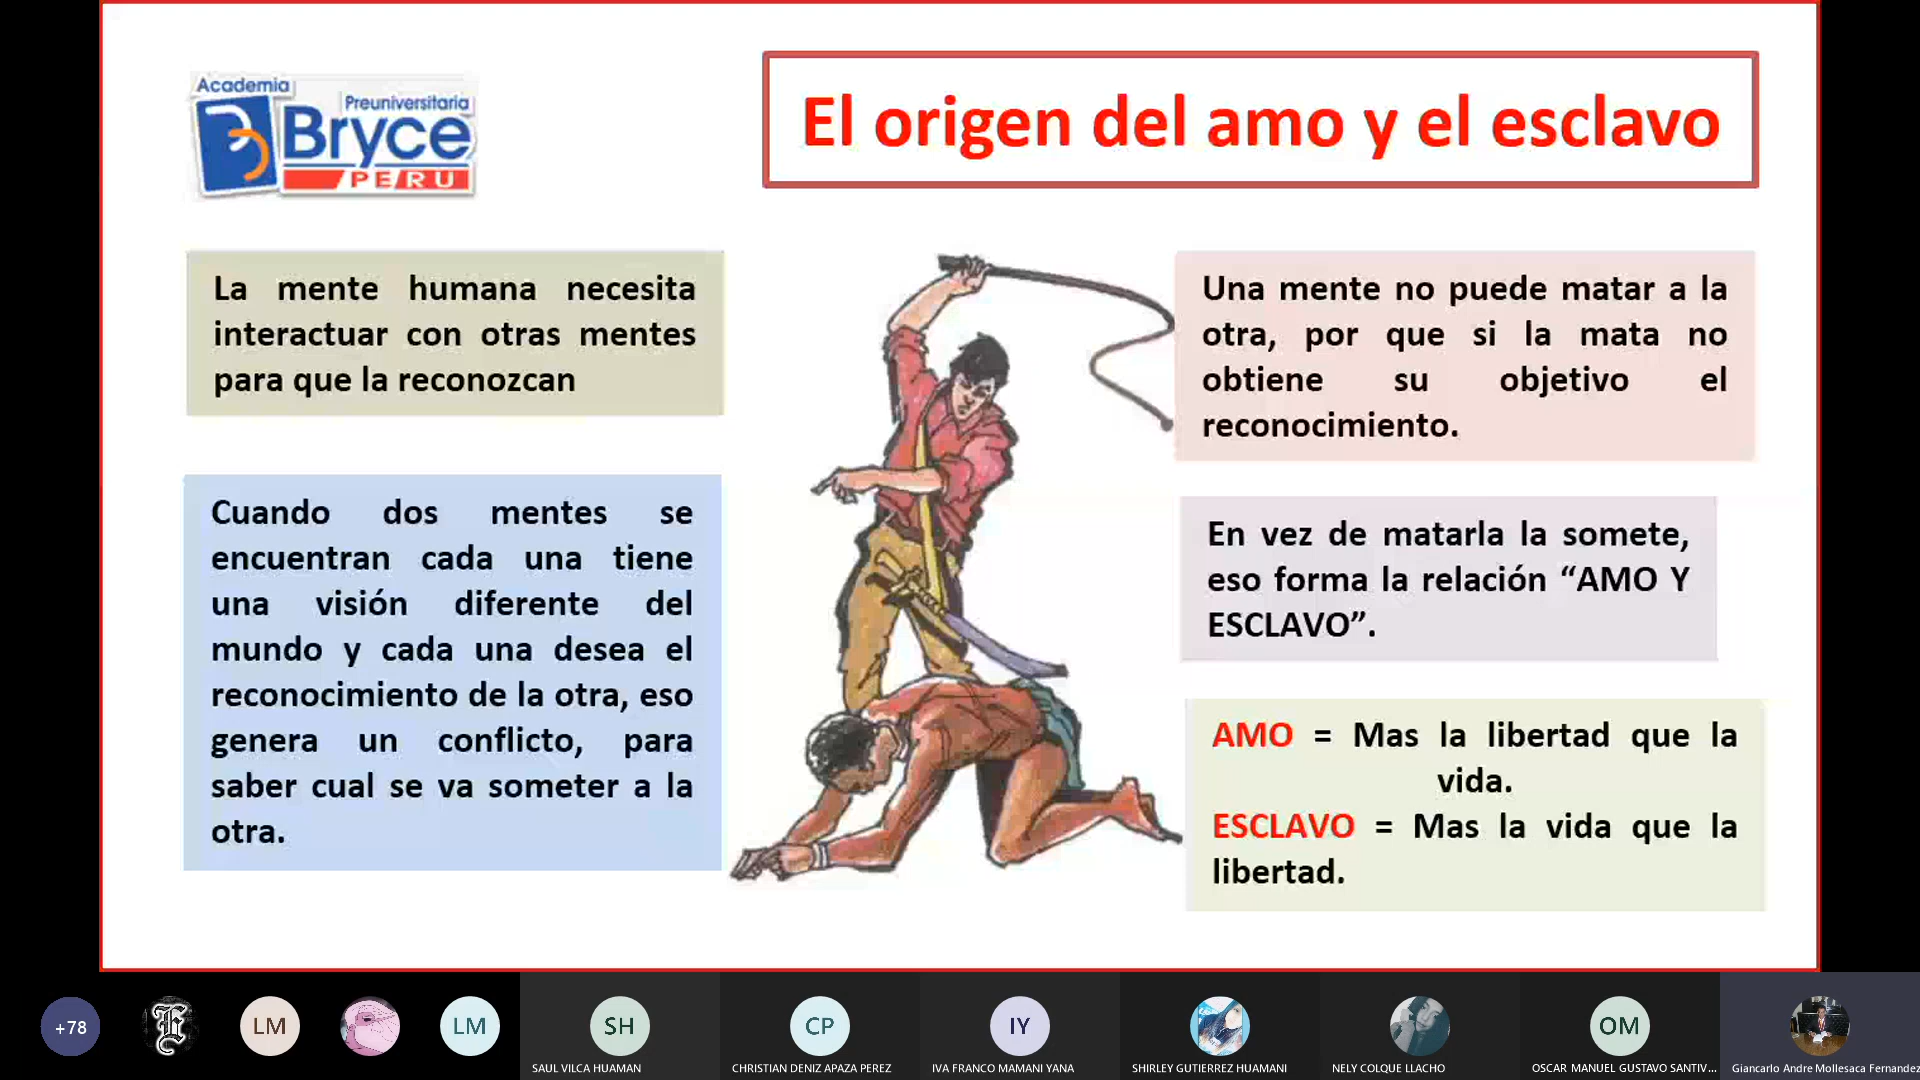 Academia
Preuniversitaria
Bryce
PERU
El origen del amo y el esclavo
La mente humana necesita
interactuar con otras mentes
para que la reconozcan
Cuando dos mentes se
encuentran cada una tiene
una visión diferente del
mundo y cada una desea el
reconocimiento de la otra, eso
genera un conflicto, para
saber cual se va someter a la
otra.
Una mente no puede matar a la
otra, por que si la mata no
obtiene su objetivo el
reconocimiento.
En vez de matarla la somete,
eso forma la relación “AMO Y
ESCLAVO”.
AMO = Mas la libertad que la
vida.
ESCLAVO = Mas la vida que la
libertad.
+78
LM
LM
SH
SAUL VILCA HUAMAN
CP
CHRISTIAN DENIZ APAZA PEREZ
IY
IVA FRANCO MAMANI YANA
SHIRLEY GUTIERREZ HUAMANI
NELY COLQUE LLACHO
OM
OSCAR MANUEL GUSTAVO SANTIV...
Giancarlo Andre Mollesaca Fernandez